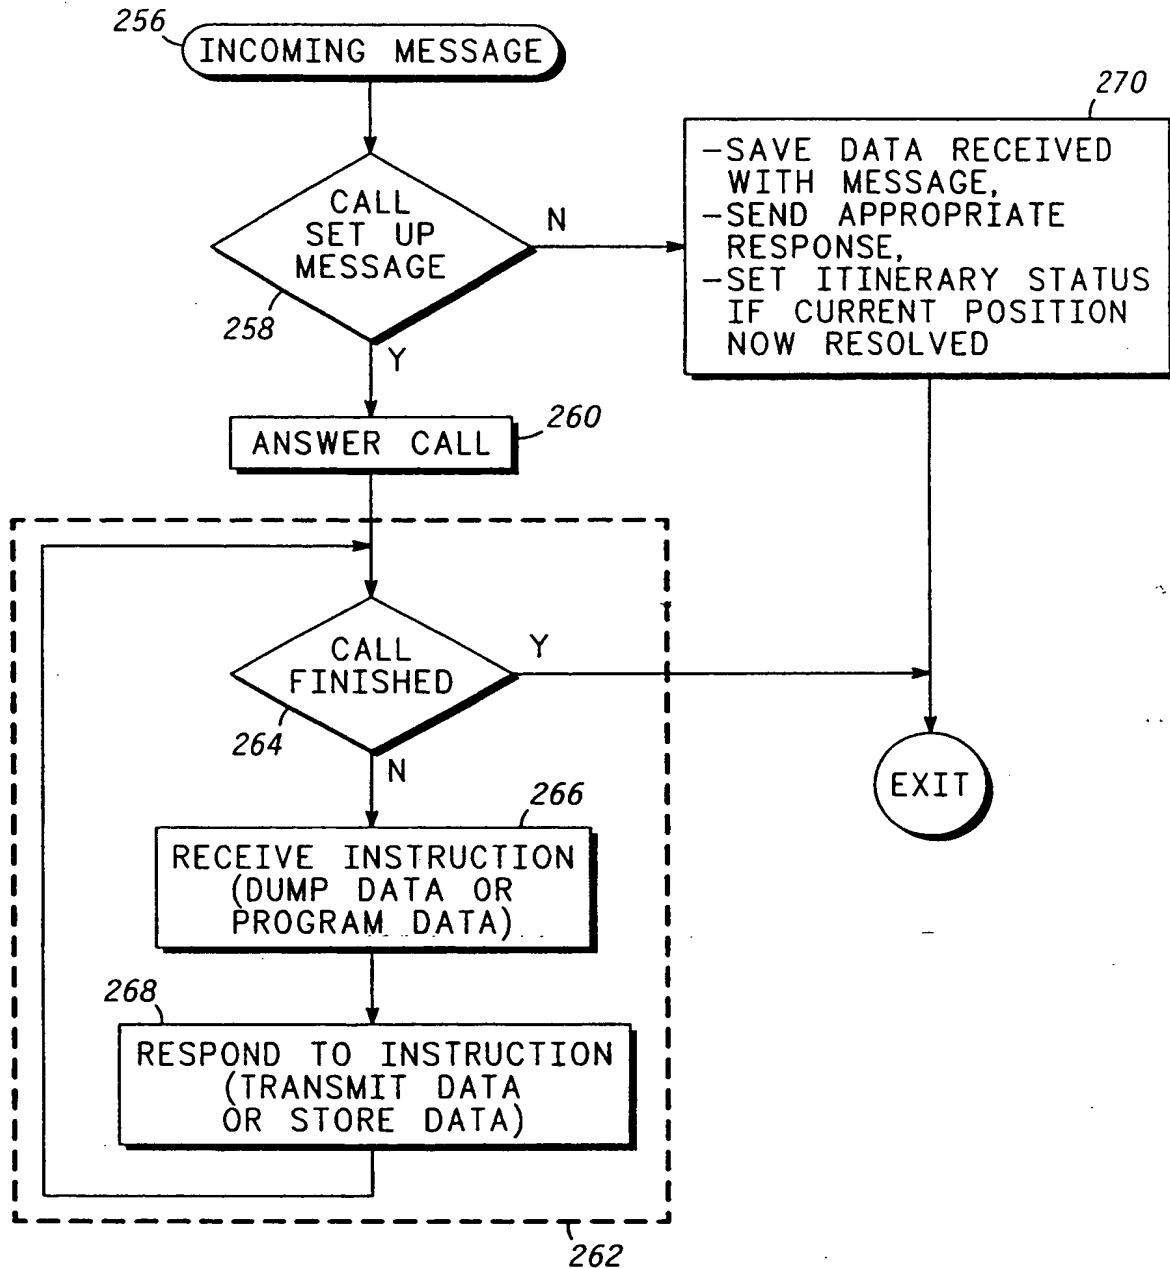 256
INCOMING MESSAGE
270
-SAVE DATA RECEIVED
WITH MESSAGE,
-SEND APPROPRIATE
RESPONSE,
-SET ITINERARY STATUS
IF CURRENT POSITION
NOW RESOLVED
CALL
SET UP
MESSAGE
N
258
Y
260
ANSWER CALL
CALL
FINISHED
Y
264
N
EXIT
266
RECEIVE INSTRUCTION
(DUMP DATA OR
PROGRAM DATA)
268
RESPOND TO INSTRUCTION
(TRANSMIT DATA
OR STORE DATA)
262